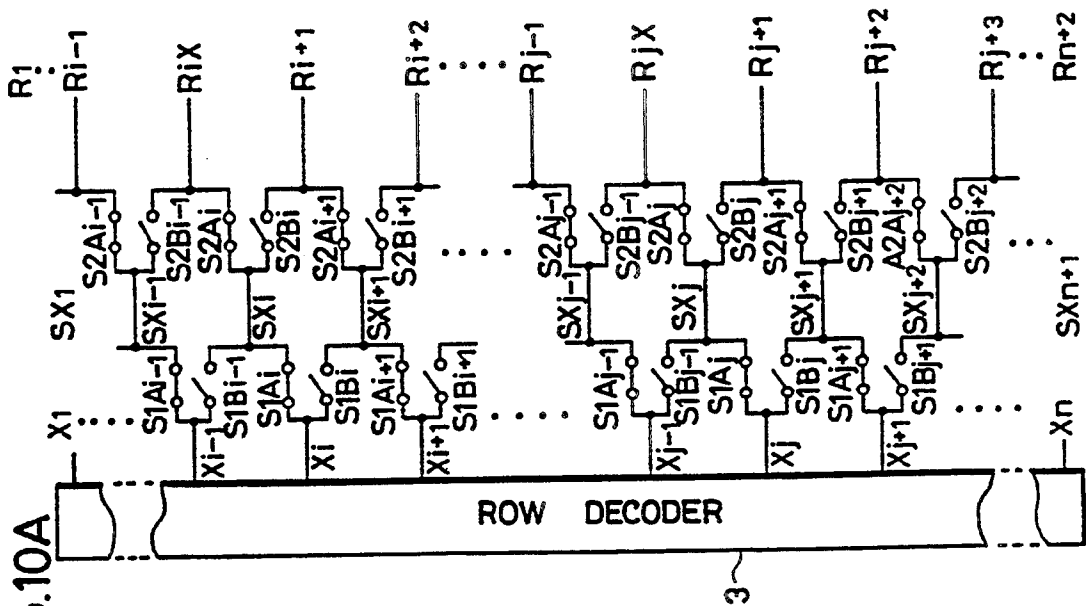 .10A
R1
X1 SX1
Ri-1
S2Ai-1
S1Ai-1 SXi-1
Xi-1 S2Bi-1 RiX
S1Bi-1 S2Ai
S1Ai SXi
Xi S2Bi Ri+1
S1Bi S2Ai+1
S1Ai+1 SXi+1
Xi+1 S2Bi+1 Ri+2
S1Bi+1
Rj-1
S2Aj-1
S1Aj-1 SXj-1
Xj-1 S2Bj-1 RjX
S1Bj-1 S2Aj
S1Aj SXj
Xj S2Bj Rj+1
S1Bj S2Aj+1
S1Aj+1 SXj+1
Xj+1 S2Bj+1 Rj+2
S1Bj+1 A2Aj+2
SXj+2
S2Bj+2 Rj+3
Xn SXn+1 Rn+2
ROW DECODER
3